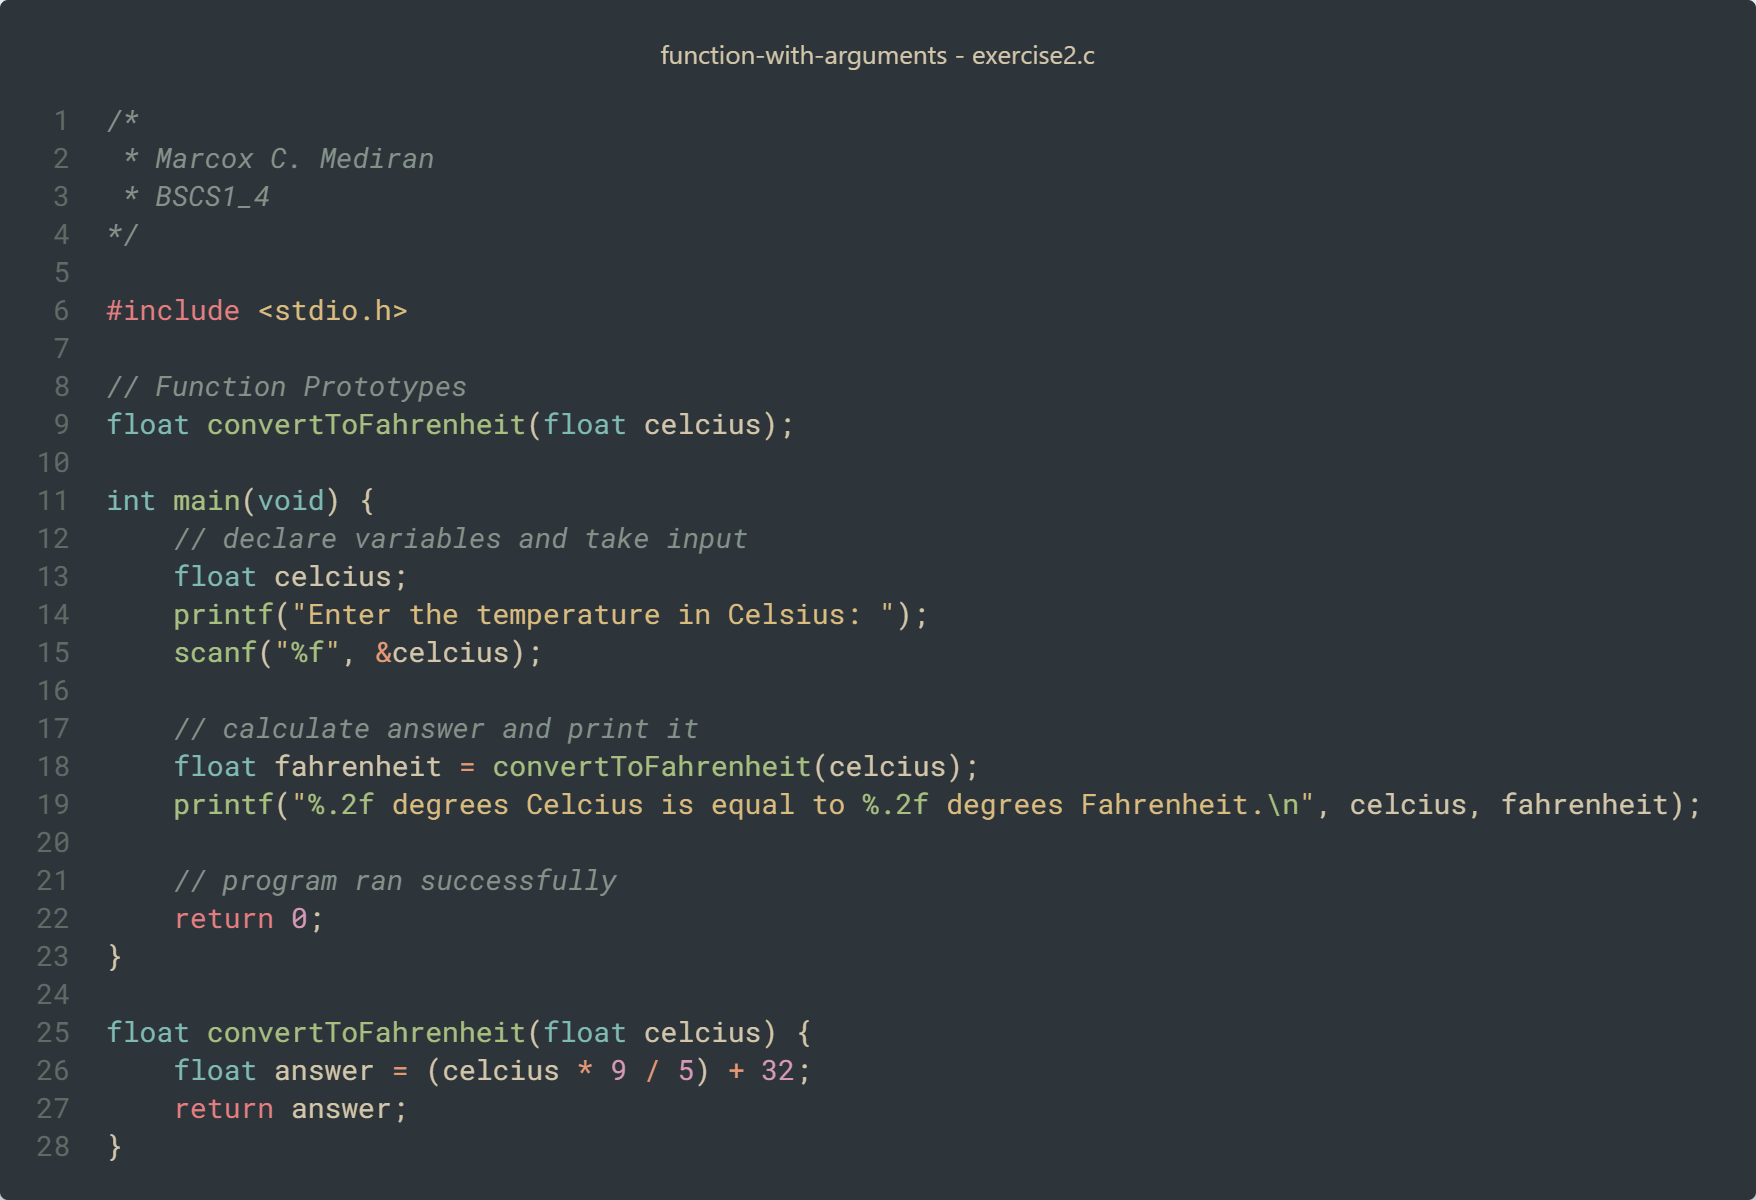 function-with-arguments - exercise2.c
1 /*
2  * Marcox C. Mediran
3  * BSCS1_4
4 */
5
6 #include <stdio.h>
7
8 // Function Prototypes
9 float convertToFahrenheit(float celcius);
10
11 int main(void) {
12     // declare variables and take input
13     float celcius;
14     printf("Enter the temperature in Celsius: ");
15     scanf("%f", &celcius);
16
17     // calculate answer and print it
18     float fahrenheit = convertToFahrenheit(celcius);
19     printf("%.2f degrees Celcius is equal to %.2f degrees Fahrenheit.\n", celcius, fahrenheit);
20
21     // program ran successfully
22     return 0;
23 }
24
25 float convertToFahrenheit(float celcius) {
26     float answer = (celcius * 9 / 5) + 32;
27     return answer;
28 }